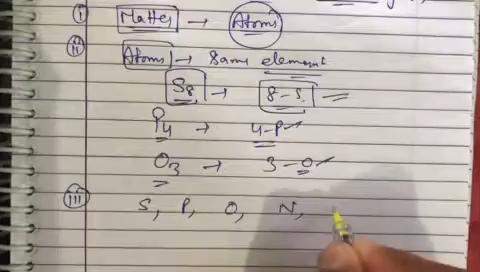 (i) Matter → Atoms
(ii) Atoms → Same element
S8 → 8-S
P4 → 4-P
O3 → 3-O
(iii) S, P, O, N,